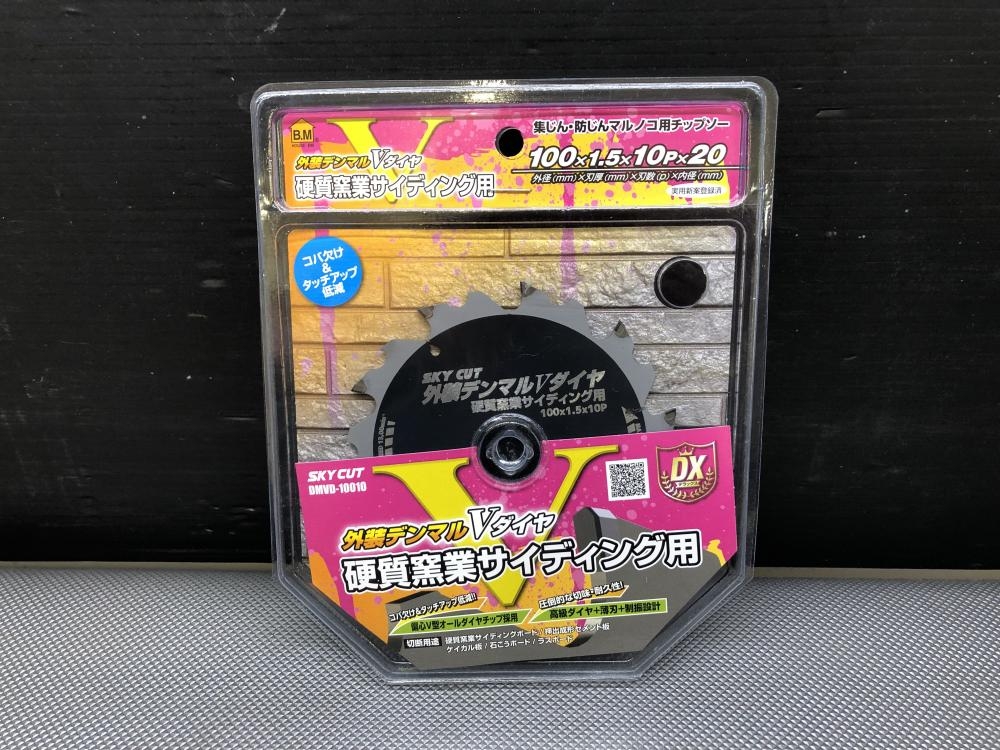 B.M
外装デンマルVダイヤ
硬質窯業サイディング用
集じん・防じんマルノコ用チップソー
100×1.5×10P×20
外径(mm)×刃厚(mm)×刃数(p)×内径(mm)
実用新案登録済
コバ欠け
&
タッチアップ
低減
SKY CUT
外装デンマルVダイヤ
硬質窯業サイディング用
100x1.5x10P
SKY CUT
DMVD-10010
DX
デラックス
V
外装デンマルVダイヤ
硬質窯業サイディング用
コバ欠け&タッチアップ低減!!
偏心V型オールダイヤチップ採用
圧倒的な切味・耐久性!
高級ダイヤ+薄刃+制振設計
切断用途
硬質窯業サイディングボード / 押出成形セメント板
ケイカル板 / 石こうボード / ラスボード